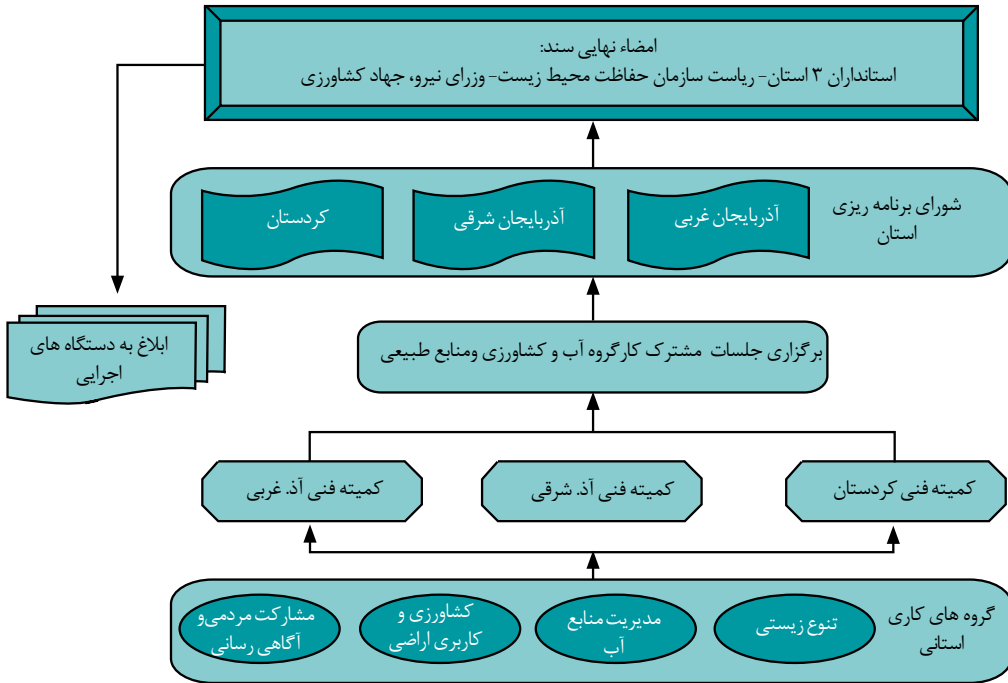 امضاء نهایی سند:
استانداران ۳ استان- ریاست سازمان حفاظت محیط زیست- وزرای نیرو، جهاد کشاورزی
شورای برنامه ریزی
استان
آذربایجان غربی
آذربایجان شرقی
کردستان
ابلاغ به دستگاه های
اجرایی
برگزاری جلسات مشترک کارگروه آب و کشاورزی ومنابع طبیعی
کمیته فنی کردستان
کمیته فنی آذ. شرقی
کمیته فنی آذ. غربی
گروه های کاری
استانی
تنوع زیستی
مدیریت منابع
آب
کشاورزی و
کاربری اراضی
مشارکت مردمی‌و
آگاهی رسانی